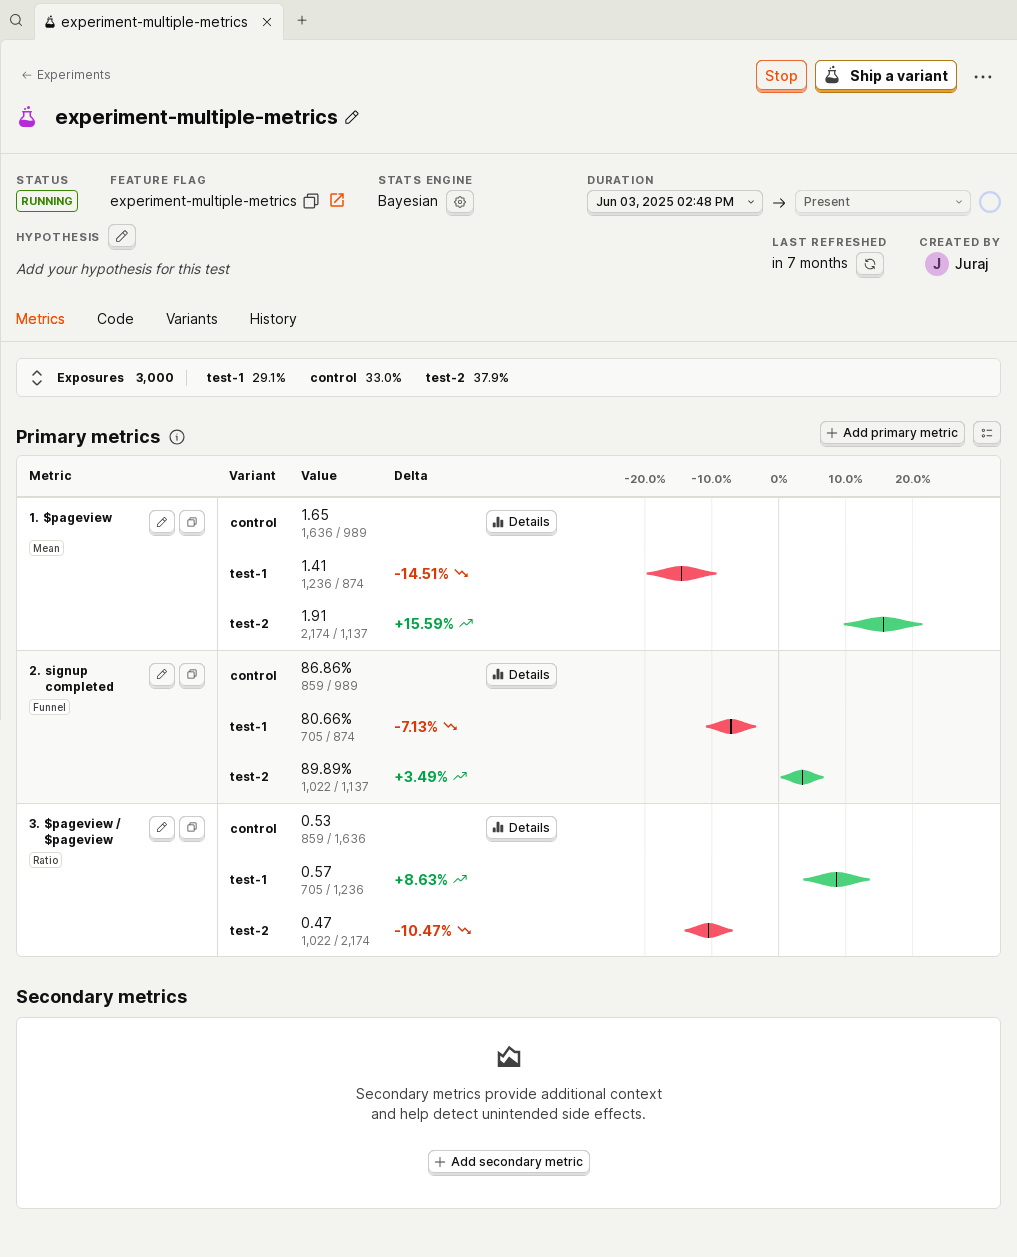 experiment-multiple-metrics
Experiments
Stop
Ship a variant
experiment-multiple-metrics
STATUS
FEATURE FLAG
STATS ENGINE
DURATION
RUNNING
experiment-multiple-metrics
Bayesian
Jun 03, 2025 02:48 PM
Present
HYPOTHESIS
LAST REFRESHED
CREATED BY
Add your hypothesis for this test
in 7 months
J Juraj
Metrics Code Variants History
Exposures 3,000 test-1 29.1% control 33.0% test-2 37.9%
Primary metrics
Add primary metric
Metric Variant Value Delta -20.0% -10.0% 0% 10.0% 20.0%
1. $pageview
Mean
control 1.65 Details
1,636 / 989
test-1 1.41 -14.51%
1,236 / 874
test-2 1.91 +15.59%
2,174 / 1,137
2. signup
completed
Funnel
control 86.86% Details
859 / 989
test-1 80.66% -7.13%
705 / 874
test-2 89.89% +3.49%
1,022 / 1,137
3. $pageview /
$pageview
Ratio
control 0.53 Details
859 / 1,636
test-1 0.57 +8.63%
705 / 1,236
test-2 0.47 -10.47%
1,022 / 2,174
Secondary metrics
Secondary metrics provide additional context
and help detect unintended side effects.
Add secondary metric